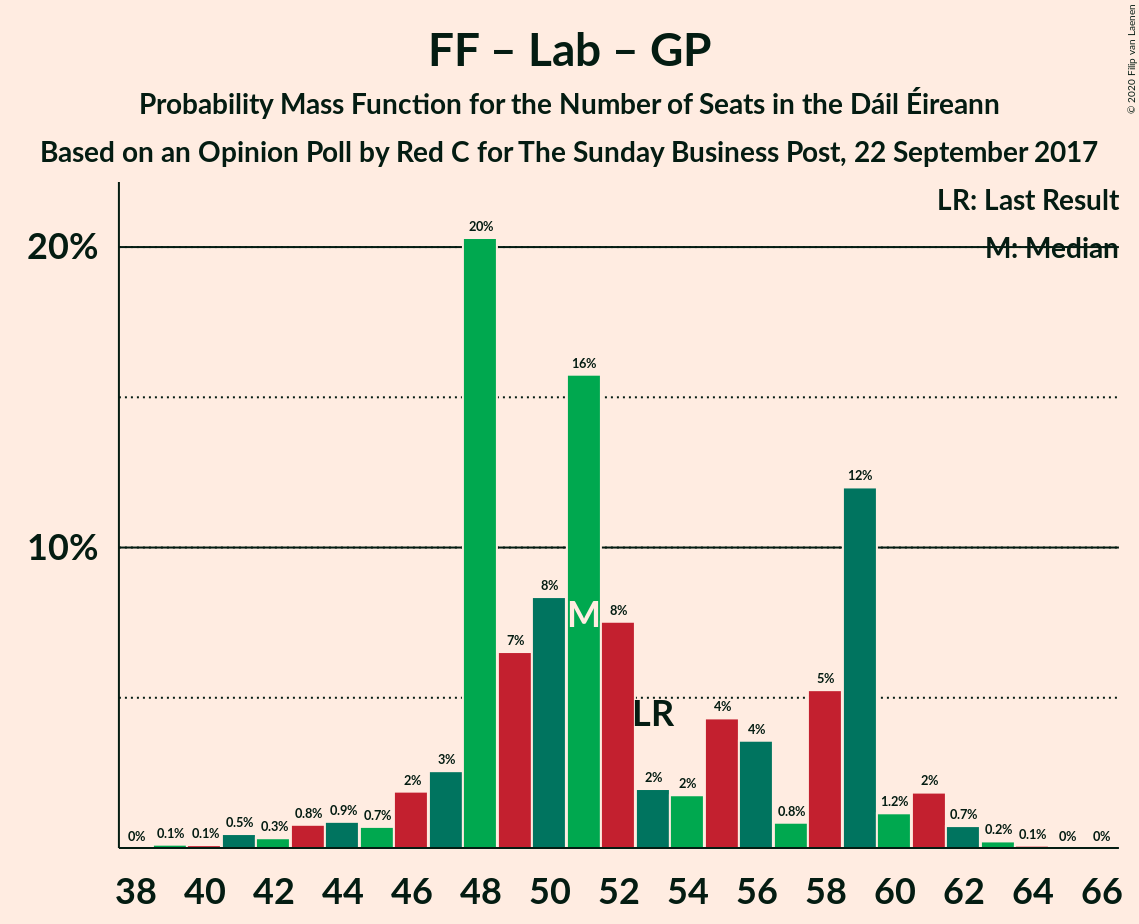 FF – Lab – GP
Probability Mass Function for the Number of Seats in the Dáil Éireann
Based on an Opinion Poll by Red C for The Sunday Business Post, 22 September 2017
© 2020 Filip van Laenen
LR: Last Result
M: Median
20%
10%
0% 0.1% 0.1% 0.5% 0.3% 0.8% 0.9% 0.7% 2% 3% 20% 7% 8% 16% 8% 2% 2% 4% 4% 0.8% 5% 12% 1.2% 2% 0.7% 0.2% 0.1% 0% 0%
M
LR
38 40 42 44 46 48 50 52 54 56 58 60 62 64 66